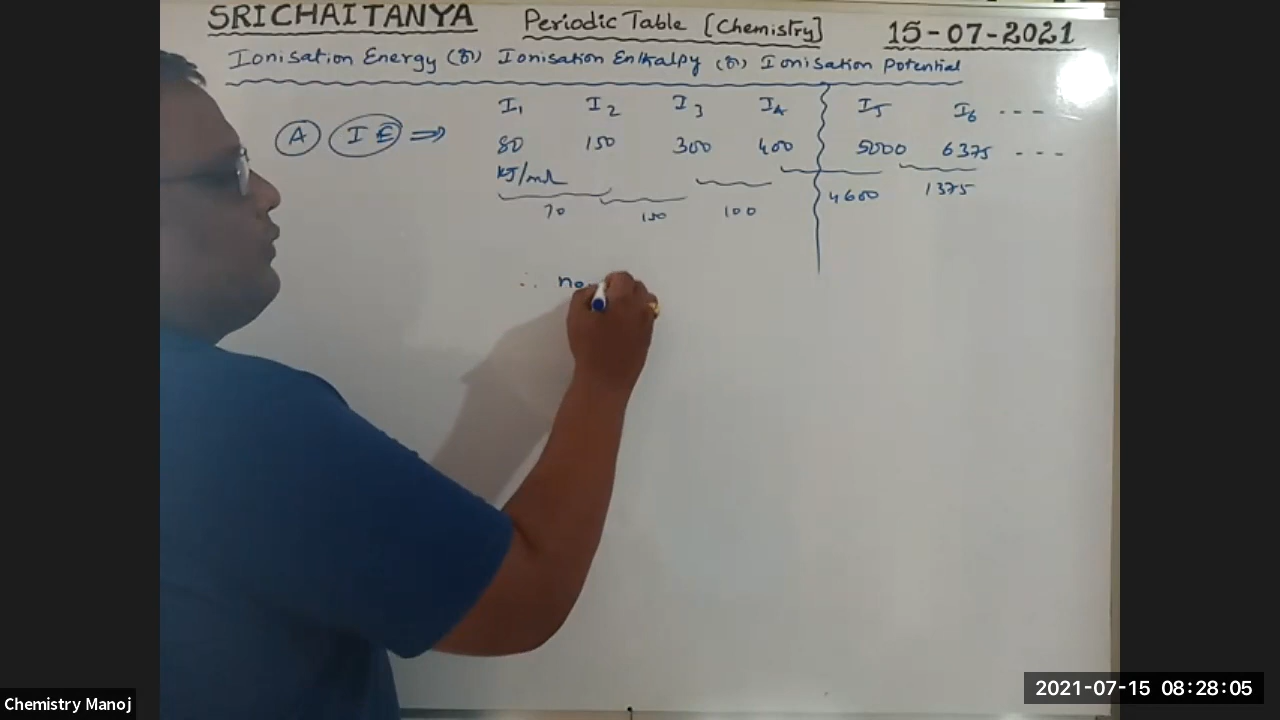 SRICHAITANYA Periodic Table [Chemistry] 15-07-2021
Ionisation Energy (or) Ionisation Enthalpy (or) Ionisation Potential
I₁ I₂ I₃ I₄ I₅ I₆ ---
A IE ⇒
80 150 300 400 5000 6375 ---
kJ/mol
70 150 100 4600 1375
∴ no
Chemistry Manoj
2021-07-15 08:28:05